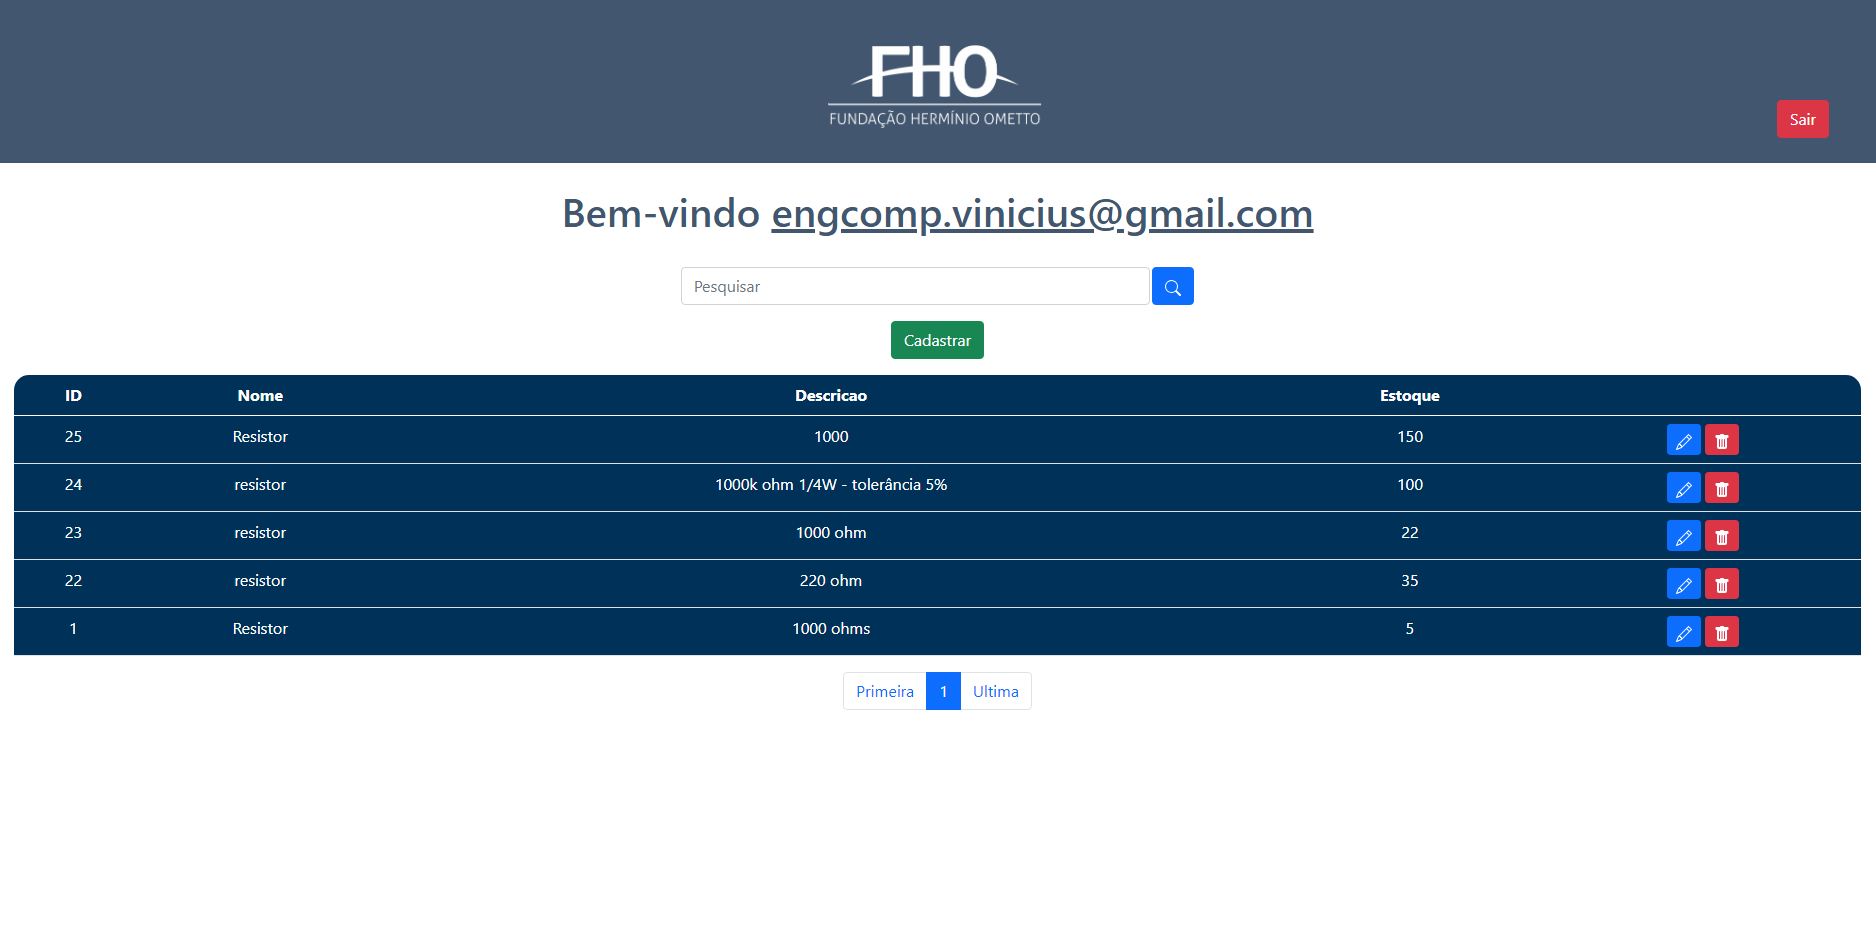 FHO
FUNDAÇÃO HERMÍNIO OMETTO
Sair
Bem-vindo engcomp.vinicius@gmail.com
Pesquisar
Cadastrar
ID Nome Descricao Estoque
25 Resistor 1000 150
24 resistor 1000k ohm 1/4W - tolerância 5% 100
23 resistor 1000 ohm 22
22 resistor 220 ohm 35
1 Resistor 1000 ohms 5
Primeira 1 Ultima